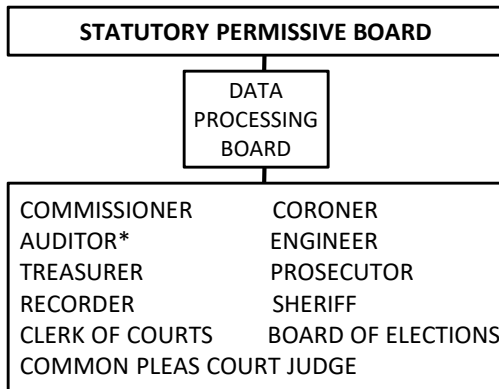 STATUTORY PERMISSIVE BOARD
DATA
PROCESSING
BOARD
COMMISSIONER CORONER
AUDITOR* ENGINEER
TREASURER PROSECUTOR
RECORDER SHERIFF
CLERK OF COURTS BOARD OF ELECTIONS
COMMON PLEAS COURT JUDGE